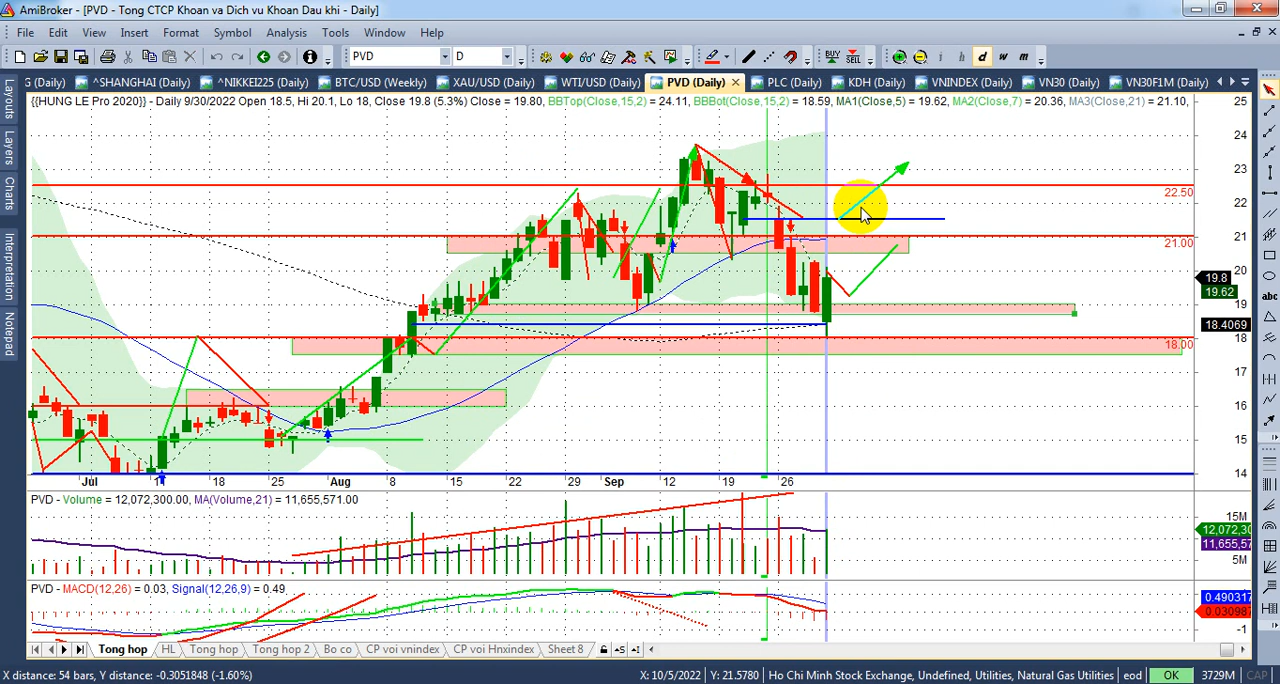 AmiBroker - [PVD - Tong CTCP Khoan va Dich vu Khoan Dau khi - Daily]
File Edit View Insert Format Symbol Analysis Tools Window Help
PVD D i h d w m
BUY SELL
G (Daily) ^SHANGHAI (Daily) ^NIKKEI225 (Daily) BTC/USD (Weekly) XAU/USD (Daily) WTI/USD (Daily) PVD (Daily) PLC (Daily) KDH (Daily) VNINDEX (Daily) VN30 (Daily) VN30F1M (Daily)
{{HUNG LE Pro 2020}} - Daily 9/30/2022 Open 18.5, Hi 20.1, Lo 18, Close 19.8 (5.3%) Close = 19.80, BBTop(Close,15,2) = 24.11, BBBot(Close,15,2) = 18.59, MA1(Close,5) = 19.62, MA2(Close,7) = 20.36, MA3(Close,21) = 21.10,
Layouts
Layers
Charts
Interpretation
Notepad
25
24
23
22.50
22
21.00
21
20
19.8
19.62
19
18.4069
18.00
18
17
16
15
14
Jul 18 25 Aug 8 15 22 29 Sep 12 19 26
abc
PVD - Volume = 12,072,300.00, MA(Volume,21) = 11,655,571.00
15M
12,072,30
11,655,57
5M
PVD - MACD(12,26) = 0.03, Signal(12,26,9) = 0.49
0.490317
0.030987
-1
Tong hop HL Tong hop Tong hop 2 Bo co CP voi vnindex CP voi Hnxindex Sheet 8
X distance: 54 bars, Y distance: -0.3051848 (-1.60%) X: 10/5/2022 Y: 21.5780 Ho Chi Minh Stock Exchange, Undefined, Utilities, Natural Gas Utilities eod OK 3729M CAP